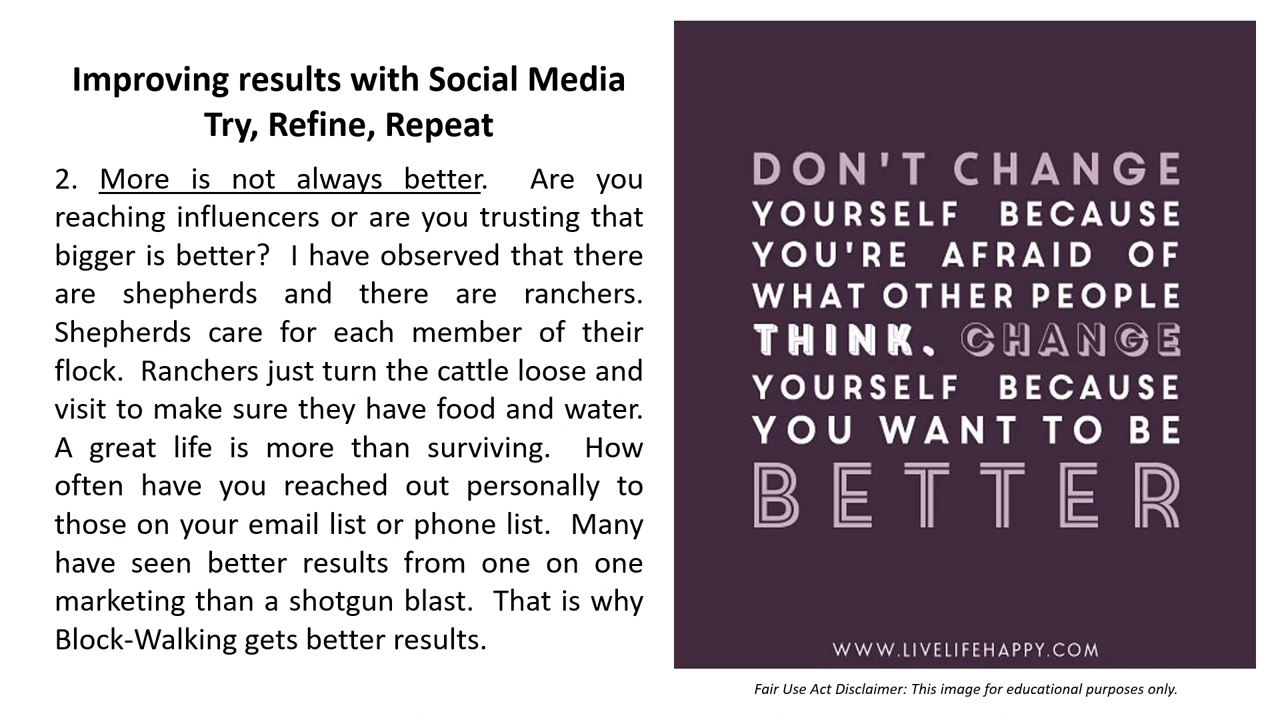 Improving results with Social Media
Try, Refine, Repeat
2. More is not always better. Are you
reaching influencers or are you trusting that
bigger is better? I have observed that there
are shepherds and there are ranchers.
Shepherds care for each member of their
flock. Ranchers just turn the cattle loose and
visit to make sure they have food and water.
A great life is more than surviving. How
often have you reached out personally to
those on your email list or phone list. Many
have seen better results from one on one
marketing than a shotgun blast. That is why
Block-Walking gets better results.
DON'T CHANGE
YOURSELF BECAUSE
YOU'RE AFRAID OF
WHAT OTHER PEOPLE
THINK. CHANGE
YOURSELF BECAUSE
YOU WANT TO BE
BETTER
WWW.LIVELIFEHAPPY.COM
Fair Use Act Disclaimer: This image for educational purposes only.